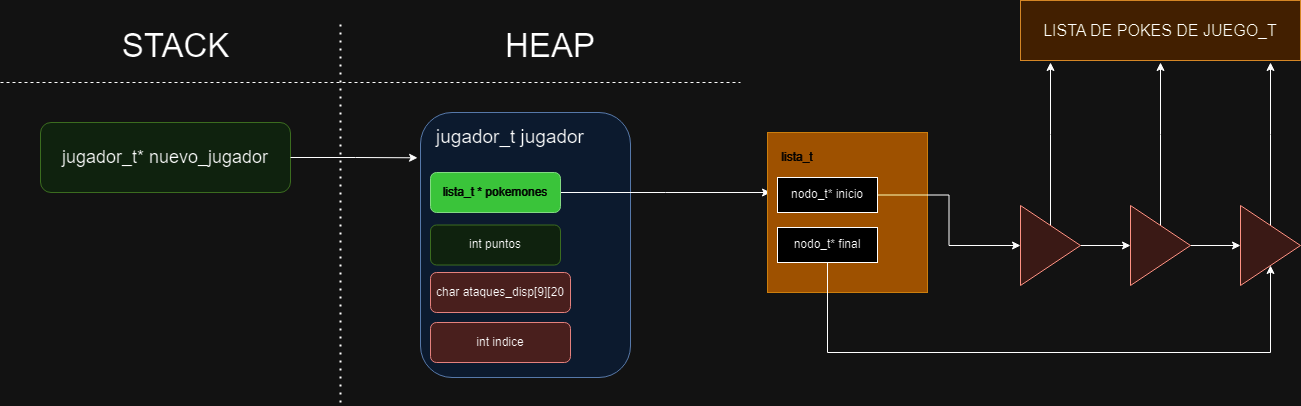 STACK
HEAP
LISTA DE POKES DE JUEGO_T
jugador_t* nuevo_jugador
jugador_t jugador
lista_t * pokemones
int puntos
char ataques_disp[9][20
int indice
lista_t
nodo_t* inicio
nodo_t* final